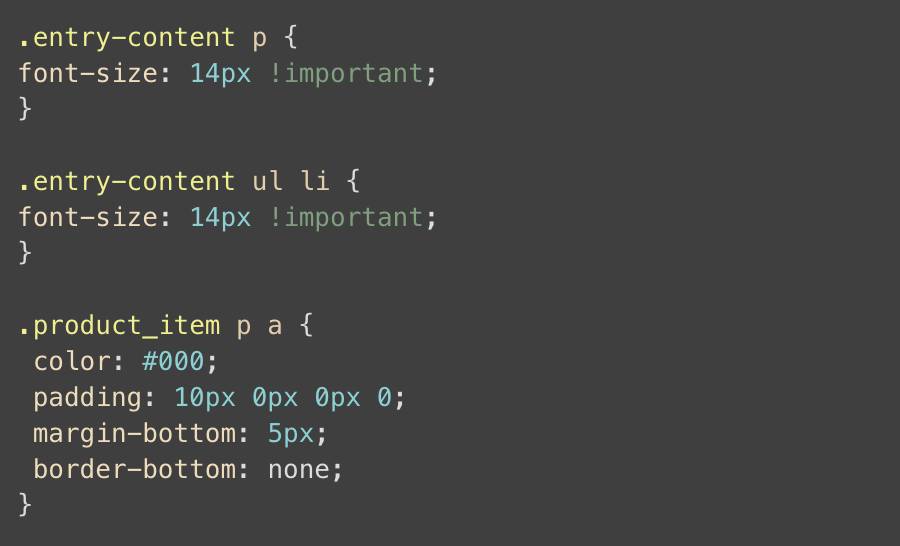 .entry-content p {
font-size: 14px !important;
}
.entry-content ul li {
font-size: 14px !important;
}
.product_item p a {
color: #000;
padding: 10px 0px 0px 0;
margin-bottom: 5px;
border-bottom: none;
}